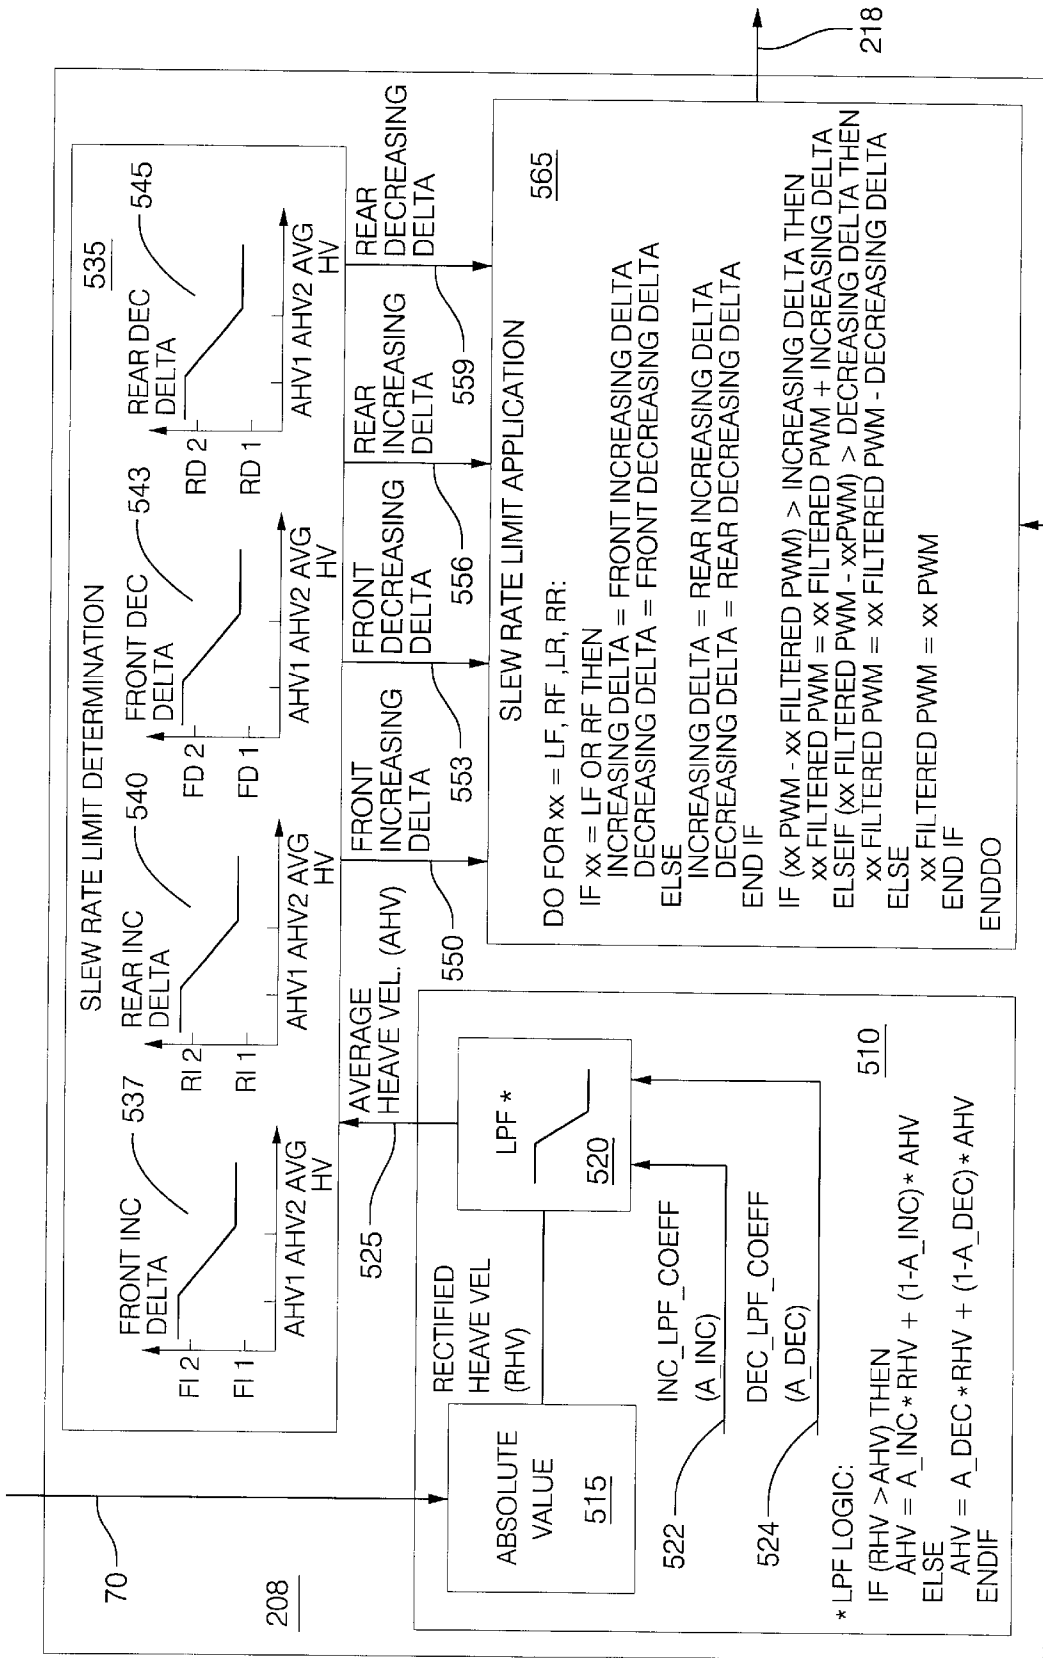 SLEW RATE LIMIT DETERMINATION
535
FRONT INC
DELTA
537
FI 2
FI 1
AHV1 AHV2 AVG
HV
REAR INC
DELTA
540
RI 2
RI 1
AHV1 AHV2 AVG
HV
FRONT DEC
DELTA
543
FD 2
FD 1
AHV1 AHV2 AVG
HV
REAR DEC
DELTA
545
RD 2
RD 1
AHV1 AHV2 AVG
HV
70
208
525
AVERAGE
HEAVE VEL. (AHV)
550
FRONT
INCREASING
DELTA
553
FRONT
DECREASING
DELTA
556
REAR
INCREASING
DELTA
559
REAR
DECREASING
DELTA
ABSOLUTE
VALUE
515
RECTIFIED
HEAVE VEL
(RHV)
LPF *
520
522
INC_LPF_COEFF
(A_INC)
524
DEC_LPF_COEFF
(A_DEC)
510
* LPF LOGIC:
IF (RHV >AHV) THEN
AHV = A_INC * RHV + (1-A_INC)* AHV
ELSE
AHV = A_DEC * RHV + (1-A_DEC)* AHV
ENDIF
SLEW RATE LIMIT APPLICATION
565
DO FOR xx = LF, RF ,LR, RR:
IF xx = LF OR RF THEN
INCREASING DELTA = FRONT INCREASING DELTA
DECREASING DELTA = FRONT DECREASING DELTA
ELSE
INCREASING DELTA = REAR INCREASING DELTA
DECREASING DELTA = REAR DECREASING DELTA
END IF
IF (xx PWM - xx FILTERED PWM) > INCREASING DELTA THEN
xx FILTERED PWM = xx FILTERED PWM + INCREASING DELTA
ELSEIF (xx FILTERED PWM - xxPWM) > DECREASING DELTA THEN
xx FILTERED PWM = xx FILTERED PWM - DECREASING DELTA
ELSE
xx FILTERED PWM = xx PWM
END IF
ENDDO
218